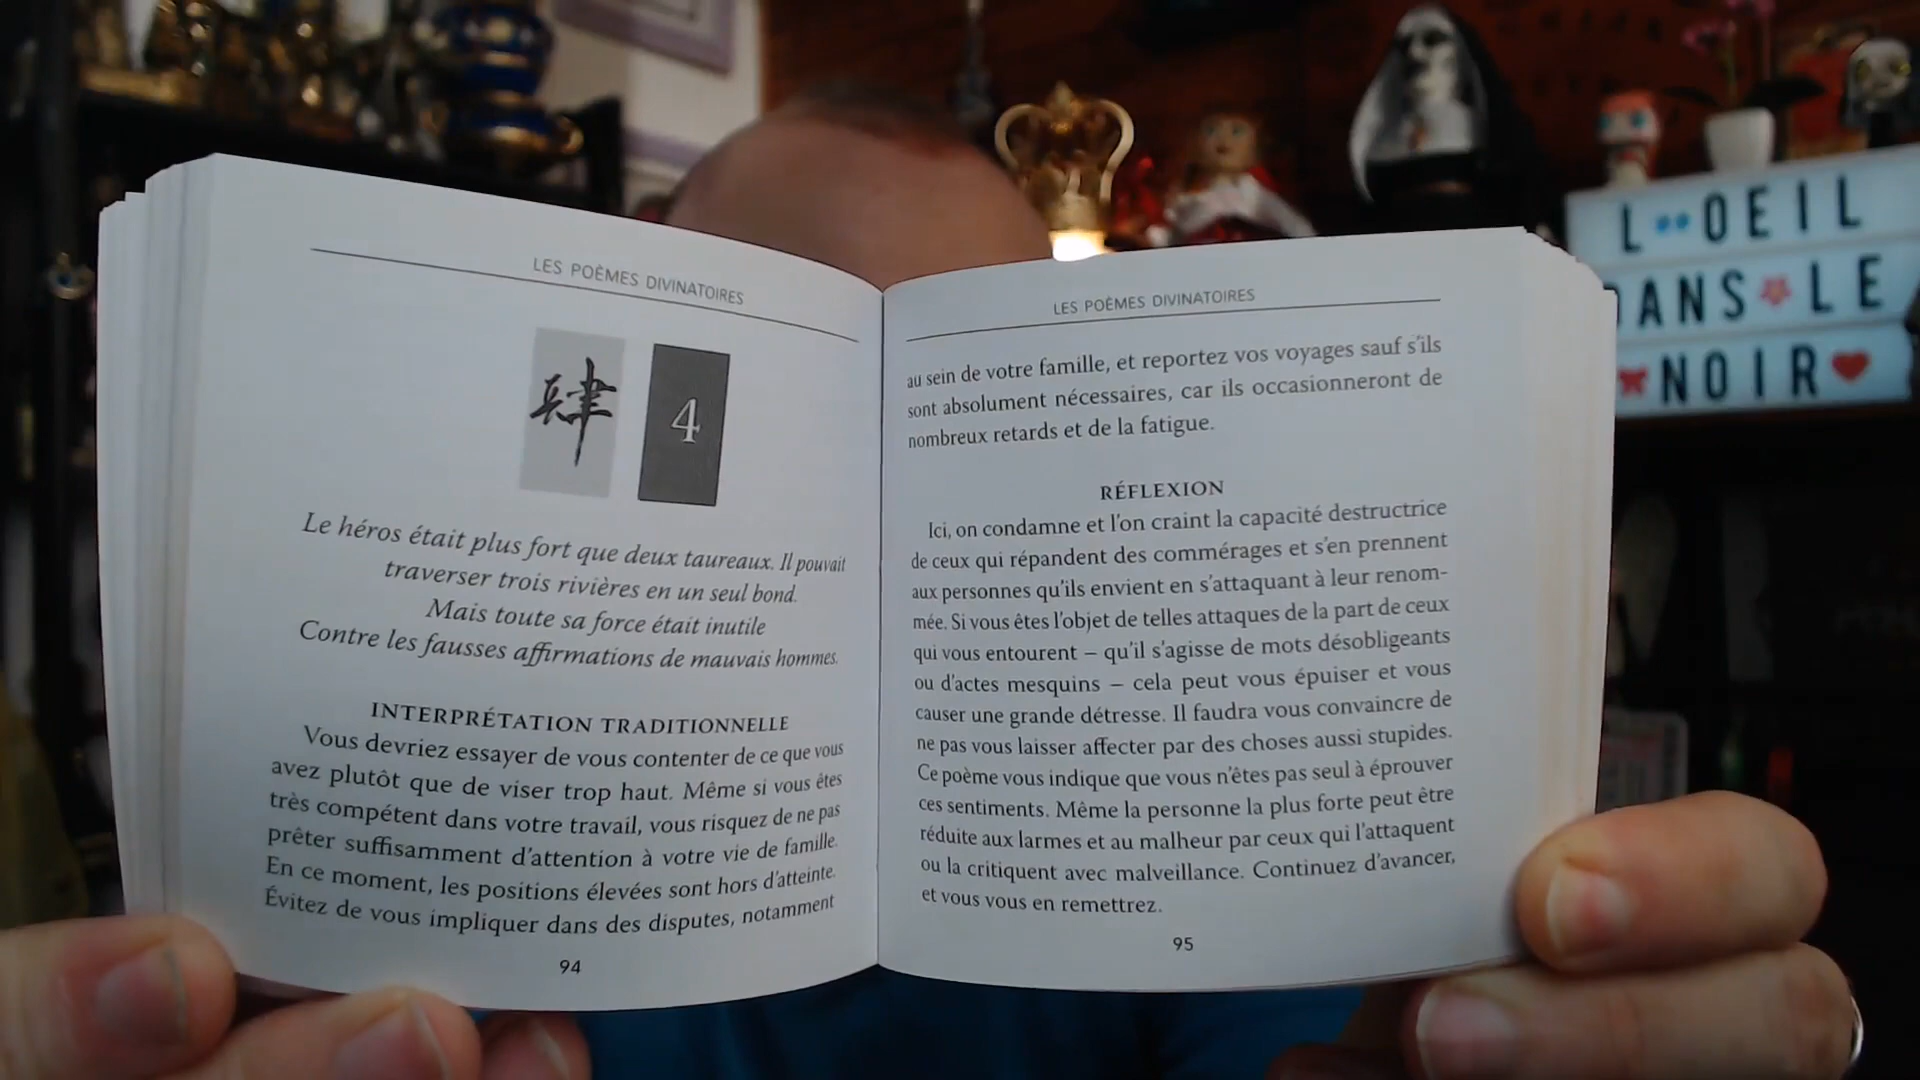 LES POÈMES DIVINATOIRES
肆
4
Le héros était plus fort que deux taureaux. Il pouvait
traverser trois rivières en un seul bond.
Mais toute sa force était inutile
Contre les fausses affirmations de mauvais hommes.
INTERPRÉTATION TRADITIONNELLE
Vous devriez essayer de vous contenter de ce que vous
avez plutôt que de viser trop haut. Même si vous êtes
très compétent dans votre travail, vous risquez de ne pas
prêter suffisamment d'attention à votre vie de famille.
En ce moment, les positions élevées sont hors d'atteinte.
Évitez de vous impliquer dans des disputes, notamment
94
LES POÈMES DIVINATOIRES
au sein de votre famille, et reportez vos voyages sauf s'ils
sont absolument nécessaires, car ils occasionneront de
nombreux retards et de la fatigue.
RÉFLEXION
Ici, on condamne et l'on craint la capacité destructrice
de ceux qui répandent des commérages et s'en prennent
aux personnes qu'ils envient en s'attaquant à leur renom-
mée. Si vous êtes l'objet de telles attaques de la part de ceux
qui vous entourent – qu'il s'agisse de mots désobligeants
ou d'actes mesquins – cela peut vous épuiser et vous
causer une grande détresse. Il faudra vous convaincre de
ne pas vous laisser affecter par des choses aussi stupides.
Ce poème vous indique que vous n'êtes pas seul à éprouver
ces sentiments. Même la personne la plus forte peut être
réduite aux larmes et au malheur par ceux qui l'attaquent
ou la critiquent avec malveillance. Continuez d'avancer,
et vous vous en remettrez.
95
L OEIL
DANS LE
NOIR